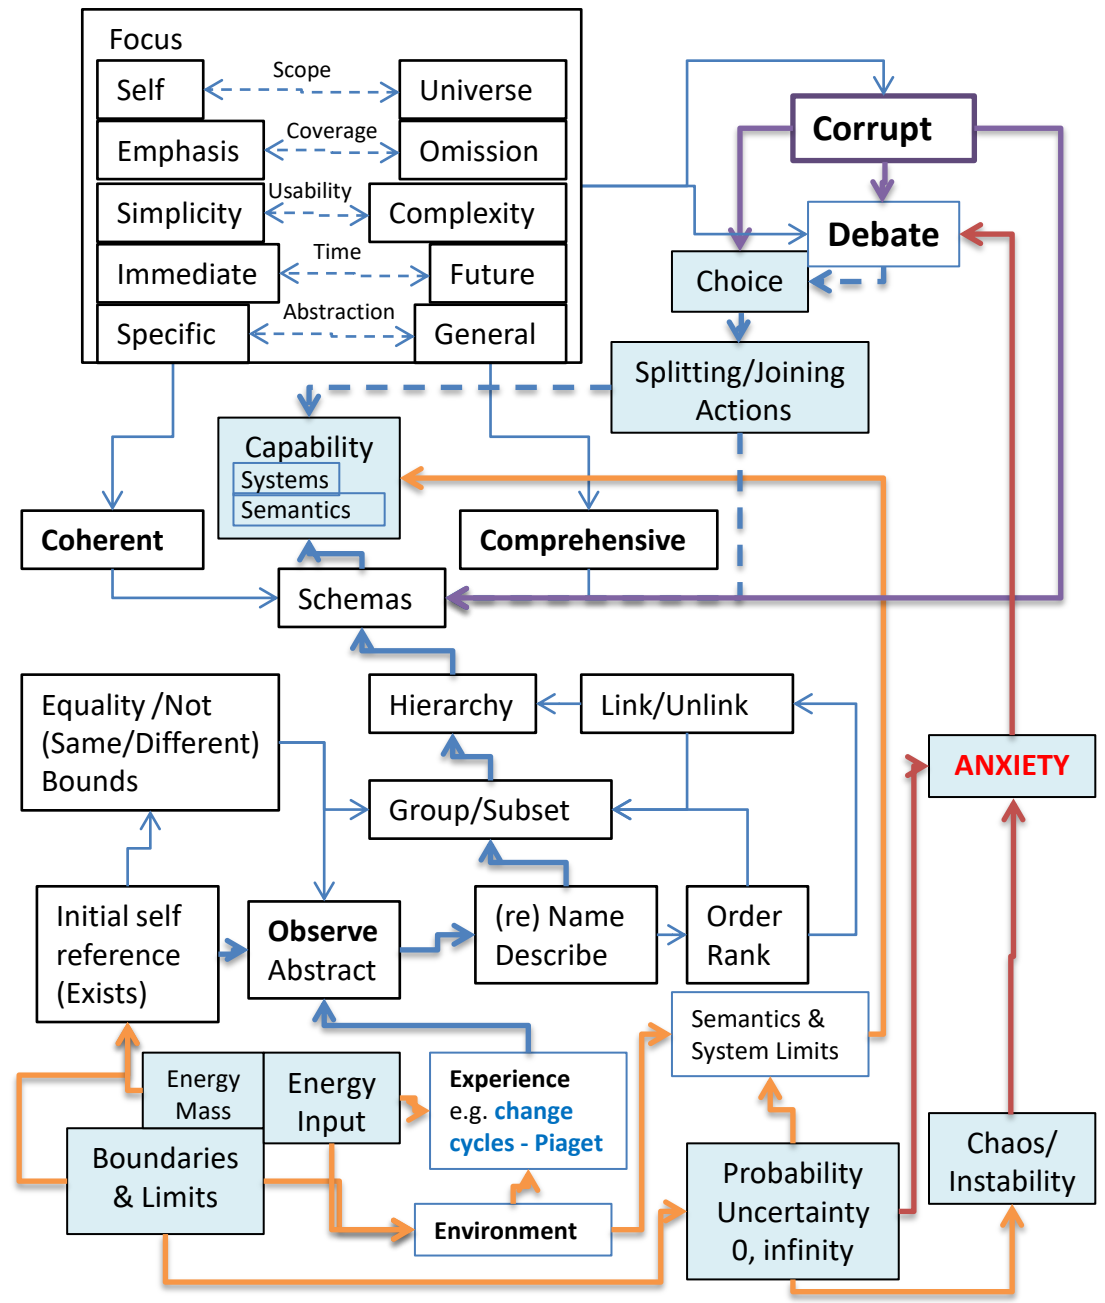 Focus
Self
Scope
Universe
Emphasis
Coverage
Omission
Simplicity
Usability
Complexity
Immediate
Time
Future
Specific
Abstraction
General
Corrupt
Debate
Choice
Splitting/Joining
Actions
Capability
Systems
Semantics
Coherent
Comprehensive
Schemas
Equality /Not
(Same/Different)
Bounds
Hierarchy
Link/Unlink
ANXIETY
Group/Subset
Initial self
reference
(Exists)
Observe
Abstract
(re) Name
Describe
Order
Rank
Semantics &
System Limits
Energy
Mass
Energy
Input
Experience
e.g. change
cycles - Piaget
Boundaries
& Limits
Environment
Probability
Uncertainty
0, infinity
Chaos/
Instability